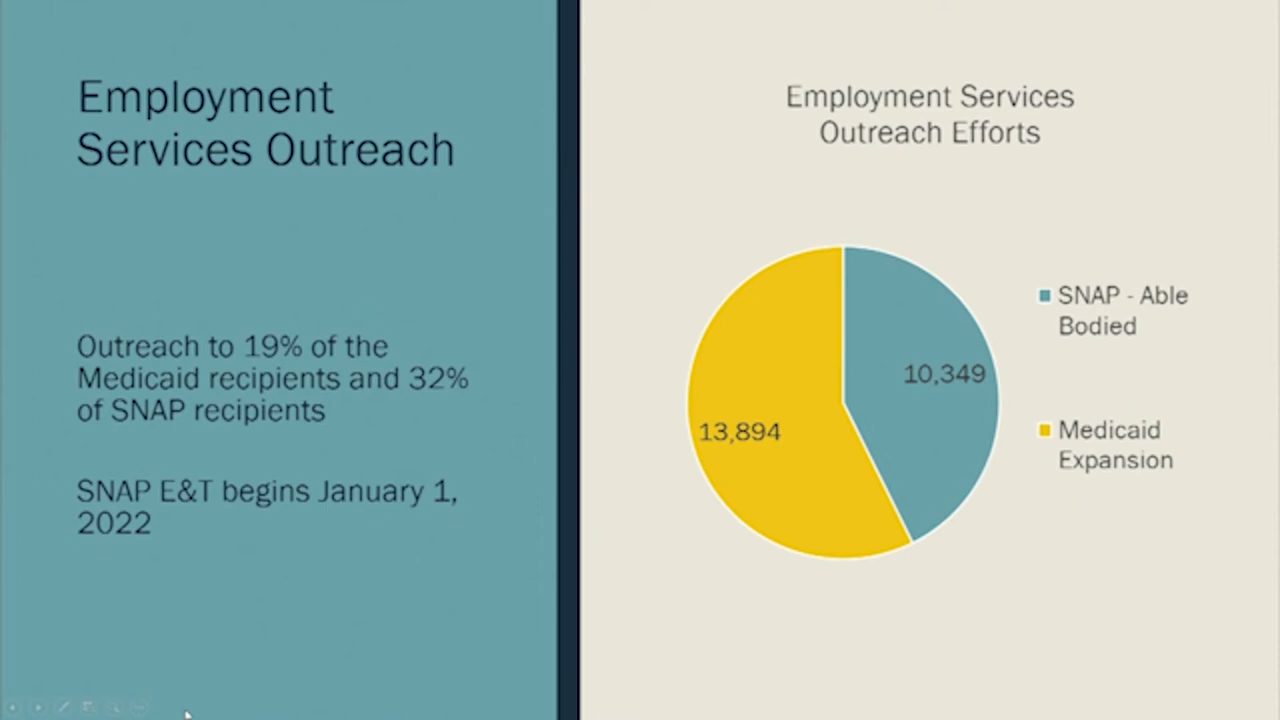 Employment
Services Outreach
Outreach to 19% of the
Medicaid recipients and 32%
of SNAP recipients
SNAP E&T begins January 1,
2022
Employment Services
Outreach Efforts
10,349
13,894
SNAP - Able
Bodied
Medicaid
Expansion